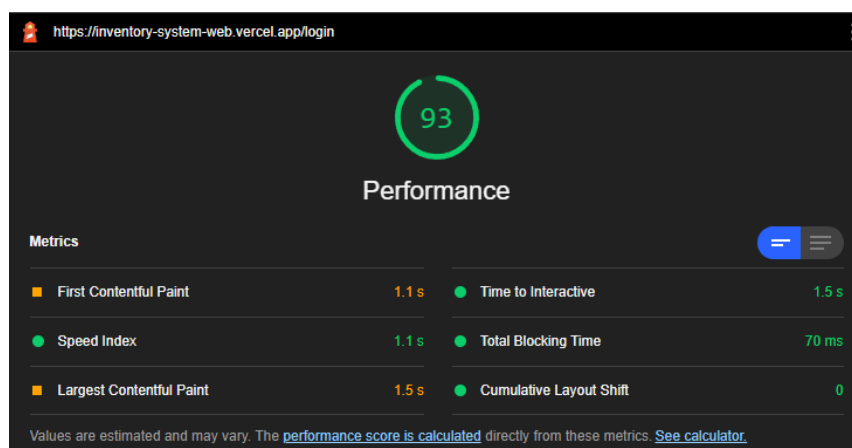 https://inventory-system-web.vercel.app/login
93
Performance
Metrics
First Contentful Paint 1.1 s
Time to Interactive 1.5 s
Speed Index 1.1 s
Total Blocking Time 70 ms
Largest Contentful Paint 1.5 s
Cumulative Layout Shift 0
Values are estimated and may vary. The performance score is calculated directly from these metrics. See calculator.